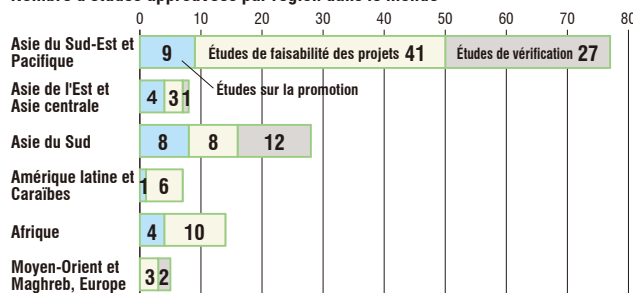 Nombre d'études approuvées par région dans le monde
0 10 20 30 40 50 60 70 80
Asie du Sud-Est et
Pacifique
9 Études de faisabilité des projets 41 Études de vérification 27
Études sur la promotion
Asie de l'Est et
Asie centrale
4 3 1
Asie du Sud
8 8 12
Amérique latine et
Caraïbes
1 6
Afrique
4 10
Moyen-Orient et
Maghreb, Europe
3 2